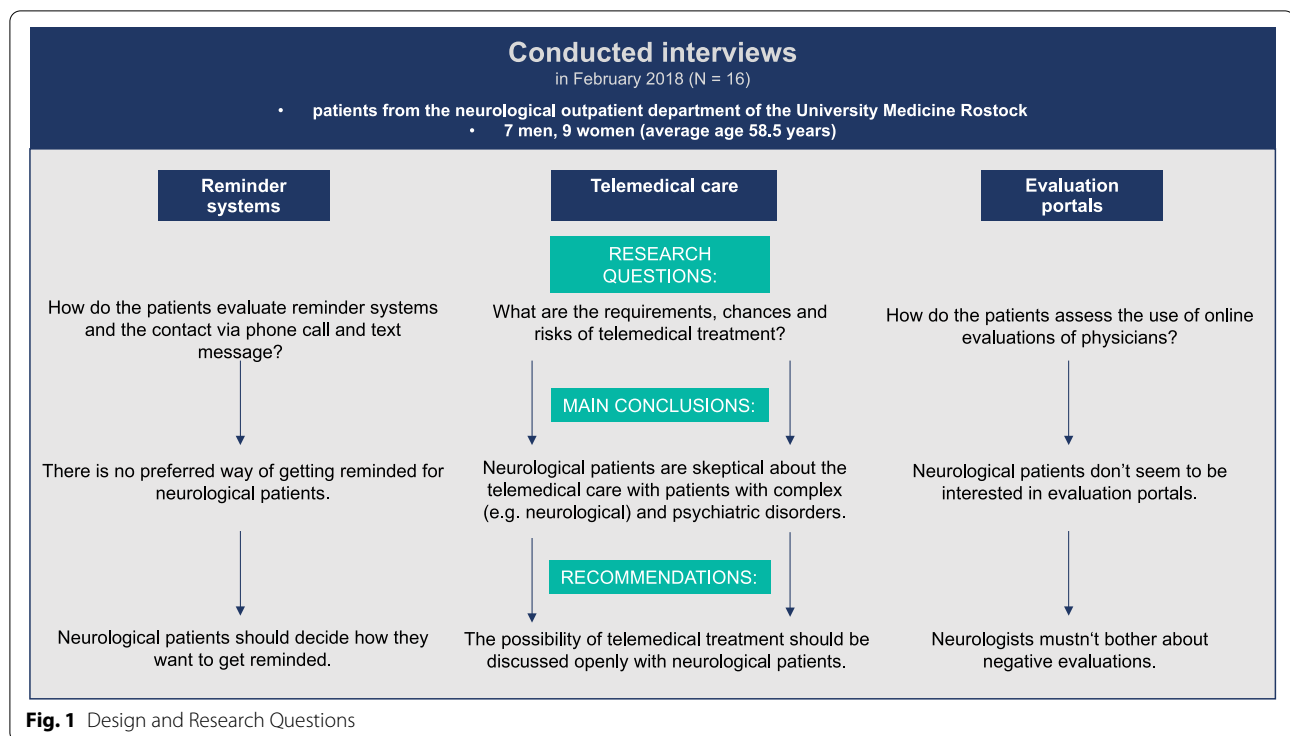 Conducted interviews
in February 2018 (N = 16)
• patients from the neurological outpatient department of the University Medicine Rostock
• 7 men, 9 women (average age 58.5 years)
Reminder
systems
Telemedical care
Evaluation
portals
RESEARCH
QUESTIONS:
How do the patients evaluate reminder systems
and the contact via phone call and text
message?
What are the requirements, chances and
risks of telemedical treatment?
How do the patients assess the use of online
evaluations of physicians?
MAIN CONCLUSIONS:
There is no preferred way of getting reminded for
neurological patients.
Neurological patients are skeptical about the
telemedical care with patients with complex
(e.g. neurological) and psychiatric disorders.
Neurological patients don’t seem to be
interested in evaluation portals.
RECOMMENDATIONS:
Neurological patients should decide how they
want to get reminded.
The possibility of telemedical treatment should be
discussed openly with neurological patients.
Neurologists mustn‘t bother about
negative evaluations.
Fig. 1 Design and Research Questions